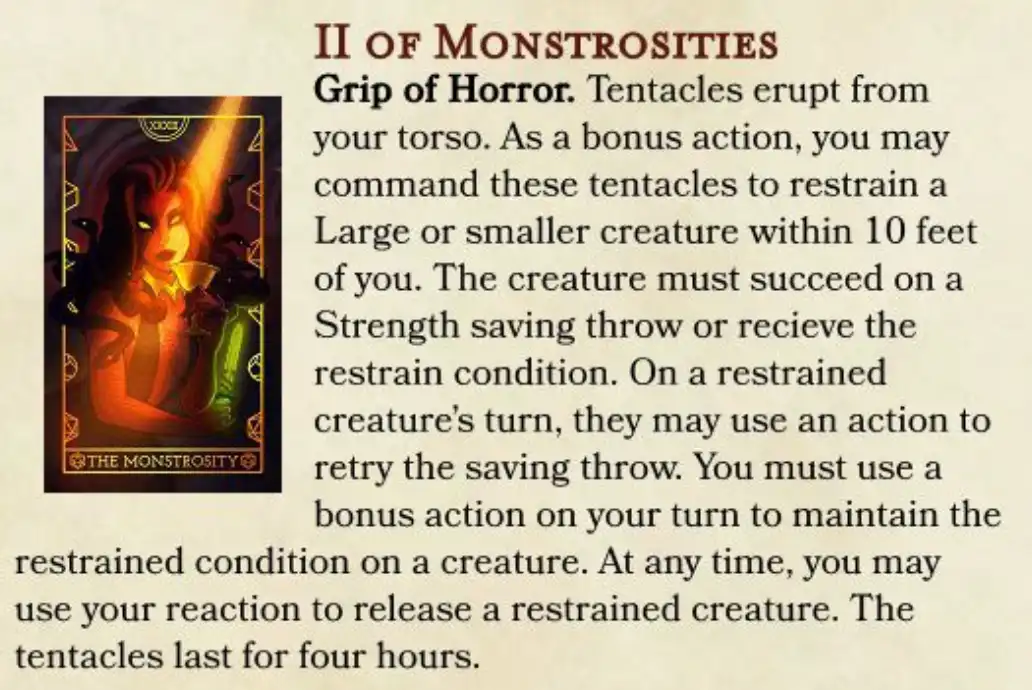 II of Monstrosities
Grip of Horror. Tentacles erupt from
your torso. As a bonus action, you may
command these tentacles to restrain a
Large or smaller creature within 10 feet
of you. The creature must succeed on a
Strength saving throw or recieve the
restrain condition. On a restrained
creature's turn, they may use an action to
retry the saving throw. You must use a
bonus action on your turn to maintain the
restrained condition on a creature. At any time, you may
use your reaction to release a restrained creature. The
tentacles last for four hours.
THE MONSTROSITY